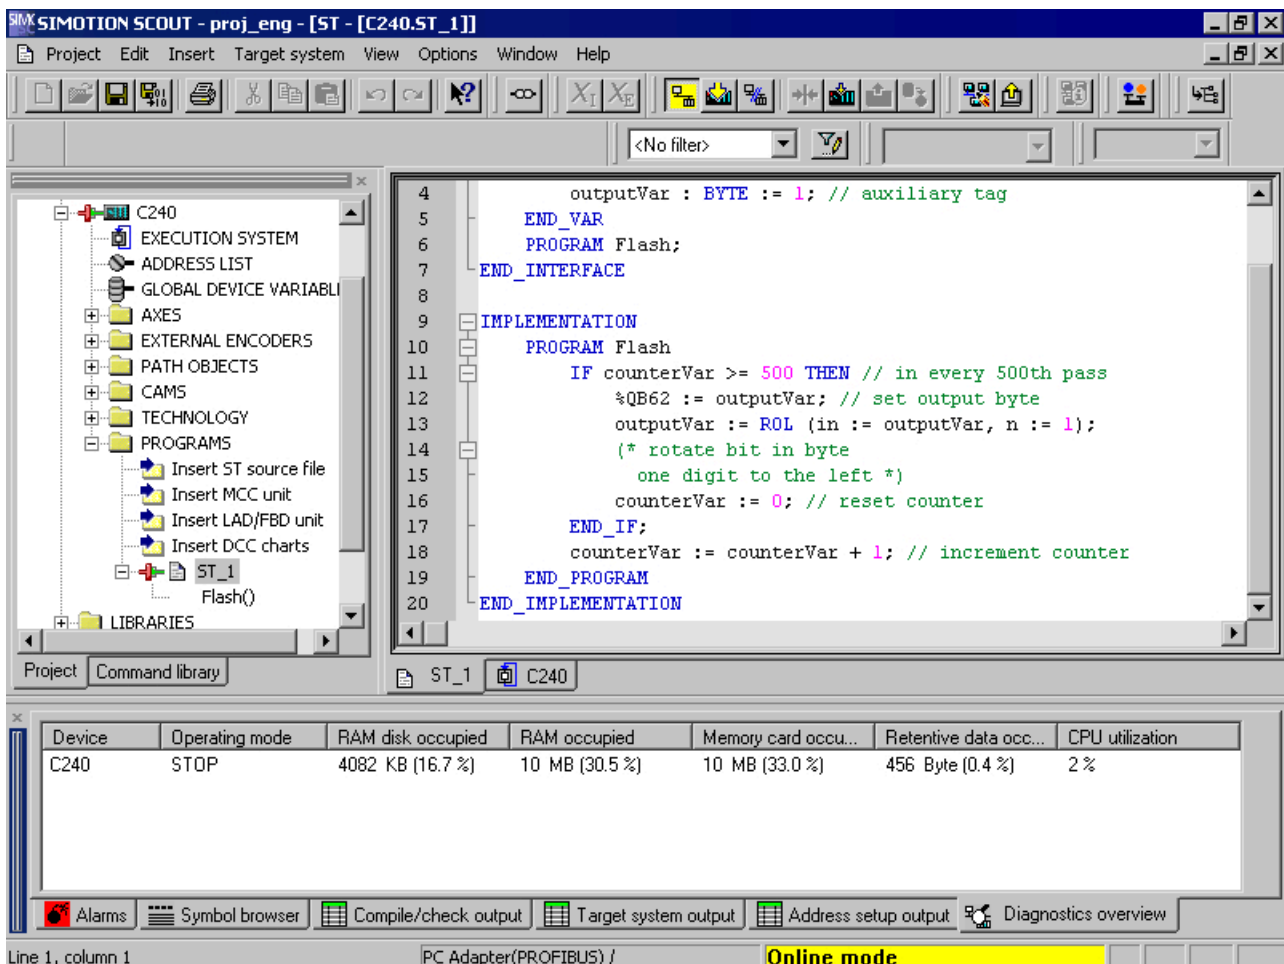 SIMOTION SCOUT - proj_eng - [ST - [C240.ST_1]]
Project Edit Insert Target system View Options Window Help
<No filter>
C240
EXECUTION SYSTEM
ADDRESS LIST
GLOBAL DEVICE VARIABL
AXES
EXTERNAL ENCODERS
PATH OBJECTS
CAMS
TECHNOLOGY
PROGRAMS
Insert ST source file
Insert MCC unit
Insert LAD/FBD unit
Insert DCC charts
ST_1
Flash()
LIBRARIES
Project Command library
4 outputVar : BYTE := 1; // auxiliary tag
5 END_VAR
6 PROGRAM Flash;
7 END_INTERFACE
8
9 IMPLEMENTATION
10 PROGRAM Flash
11 IF counterVar >= 500 THEN // in every 500th pass
12 %QB62 := outputVar; // set output byte
13 outputVar := ROL (in := outputVar, n := 1);
14 (* rotate bit in byte
15 one digit to the left *)
16 counterVar := 0; // reset counter
17 END_IF;
18 counterVar := counterVar + 1; // increment counter
19 END_PROGRAM
20 END_IMPLEMENTATION
ST_1 C240
Device Operating mode RAM disk occupied RAM occupied Memory card occu... Retentive data occ... CPU utilization
C240 STOP 4082 KB (16.7 %) 10 MB (30.5 %) 10 MB (33.0 %) 456 Byte (0.4 %) 2 %
Alarms Symbol browser Compile/check output Target system output Address setup output Diagnostics overview
Line 1, column 1 PC Adapter(PROFIBUS) / Online mode